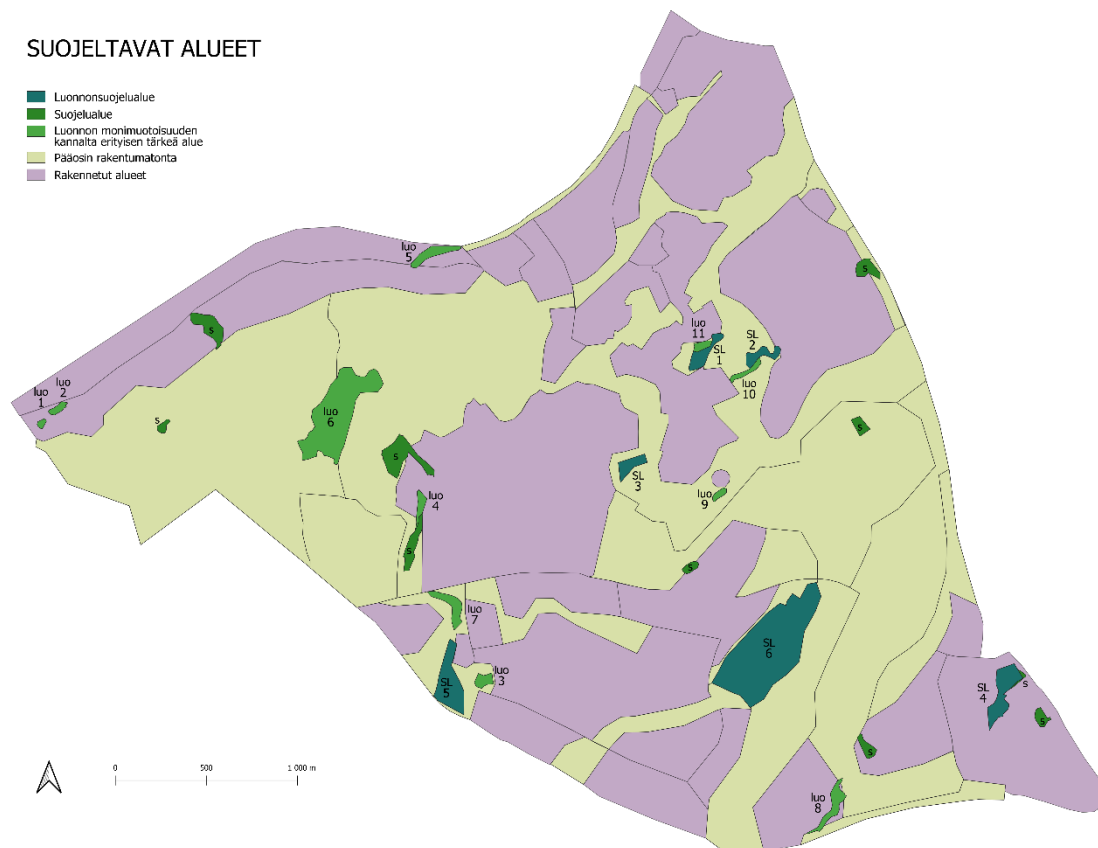 SUOJELTAVAT ALUEET
Luonnonsuojelualue
Suojelualue
Luonnon monimuotoisuuden
kannalta erityisen tärkeä alue
Pääosin rakentumatonta
Rakennetut alueet
luo
5
s
s
luo
11
SL
1
SL
2
luo
10
luo
1
luo
2
s
luo
6
s
s
SL
3
luo
9
luo
4
s
s
luo
7
SL
6
luo
3
SL
5
SL
4
s
s
s
luo
8
0
500
1 000 m